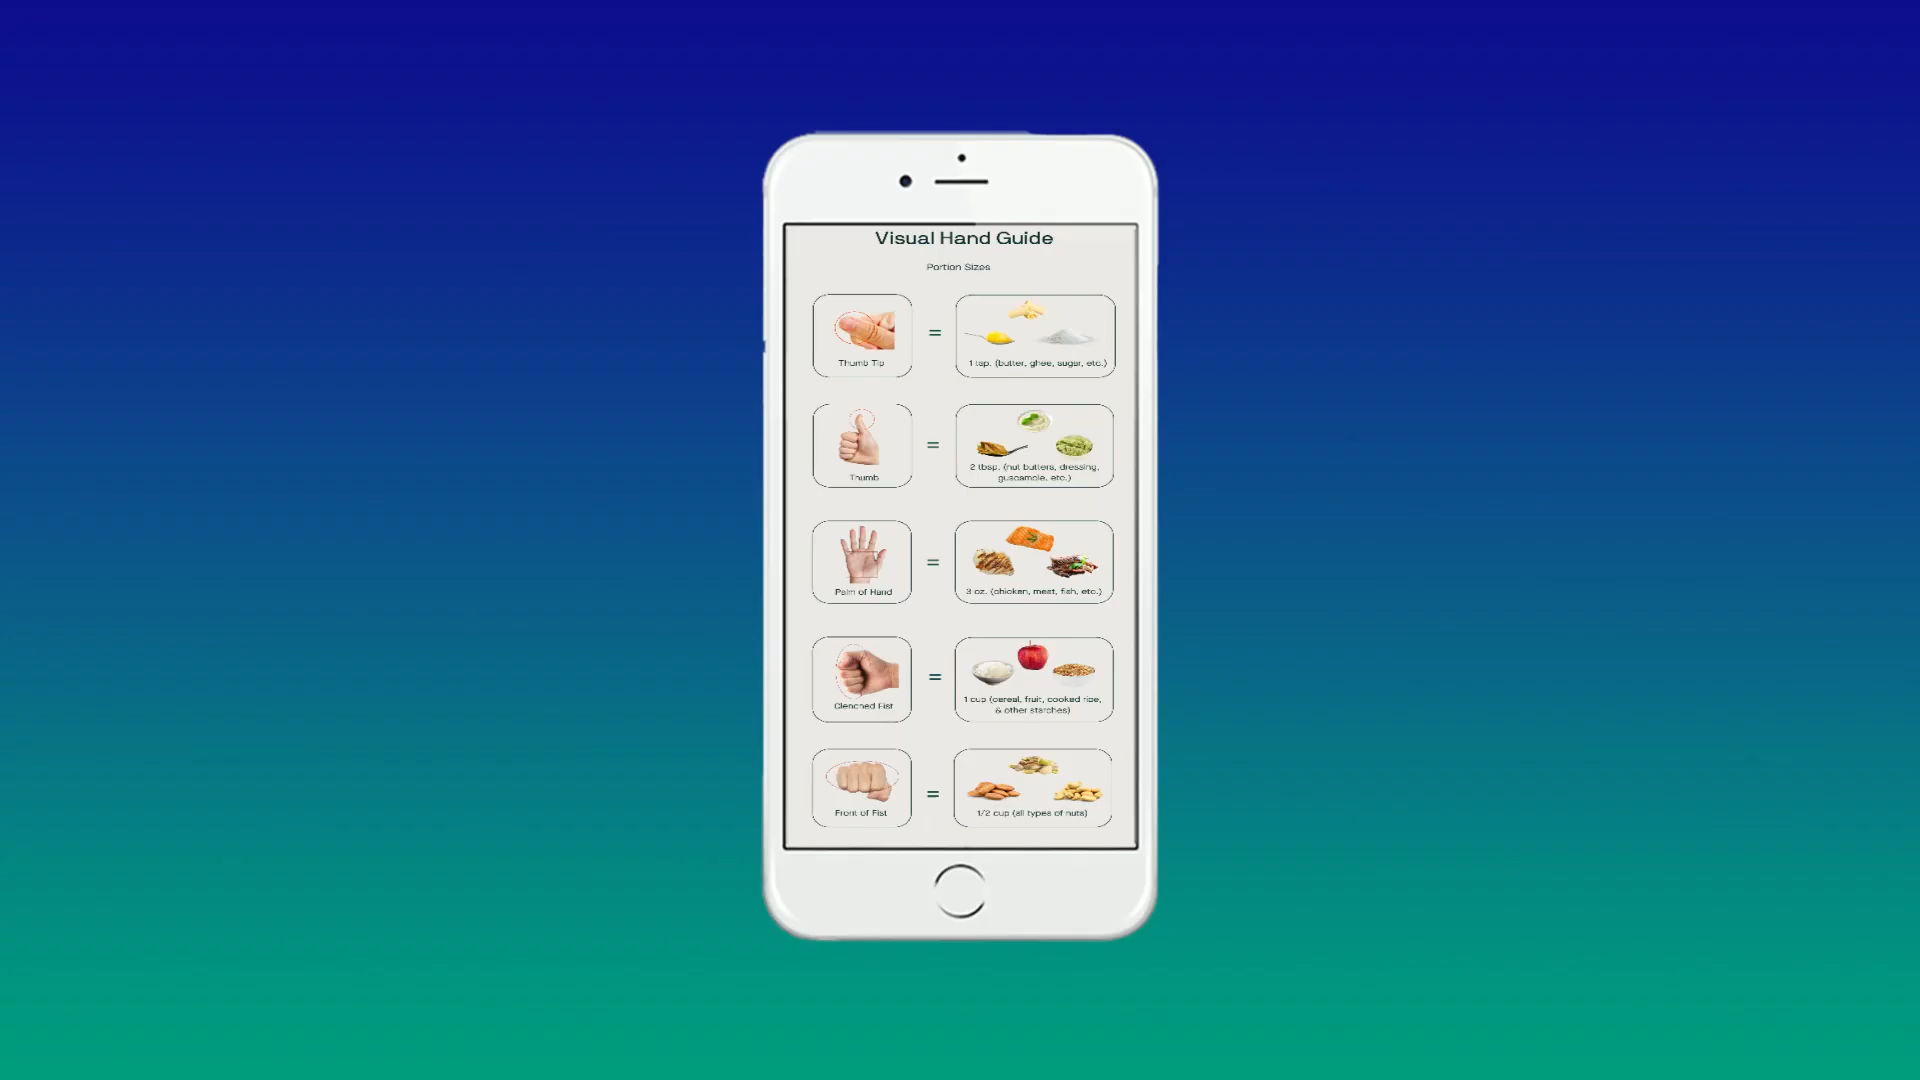 Visual Hand Guide
Portion Sizes
Thumb Tip
=
1 tsp. (butter, ghee, sugar, etc.)
Thumb
=
2 tbsp. (nut butters, dressing,
guacamole, etc.)
Palm of Hand
=
3 oz. (chicken, meat, fish, etc.)
Clenched Fist
=
1 cup (cereal, fruit, cooked rice,
& other starches)
Front of Fist
=
1/2 cup (all types of nuts)